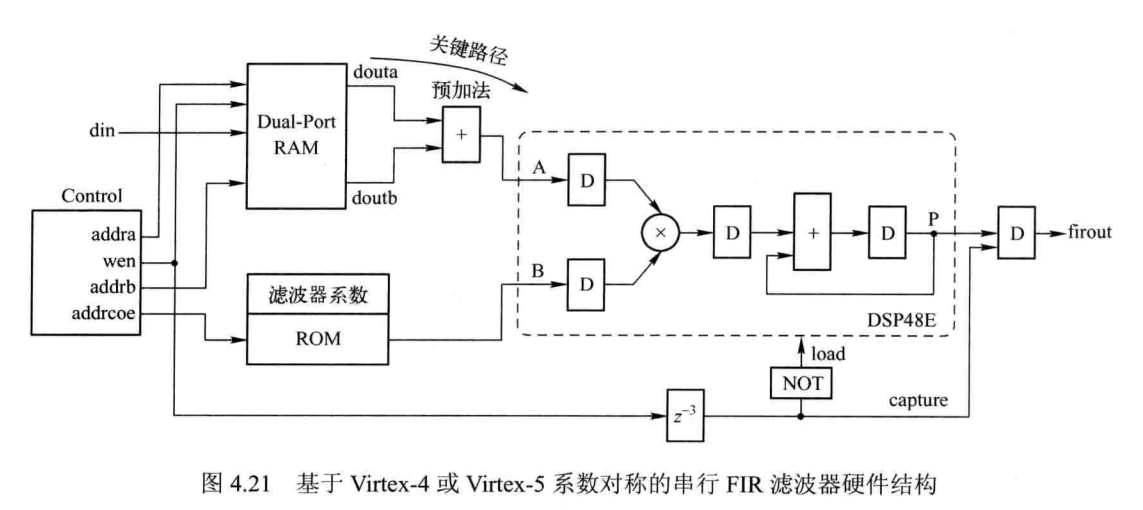 关键路径
douta
预加法
Dual-Port
RAM
+
din
doutb
Control
addra
wen
addrb
addrcoe
滤波器系数
ROM
A
D
×
D
+
D
P
D
firout
B
D
DSP48E
load
NOT
capture
z⁻³
图 4.21 基于 Virtex-4 或 Virtex-5 系数对称的串行 FIR 滤波器硬件结构